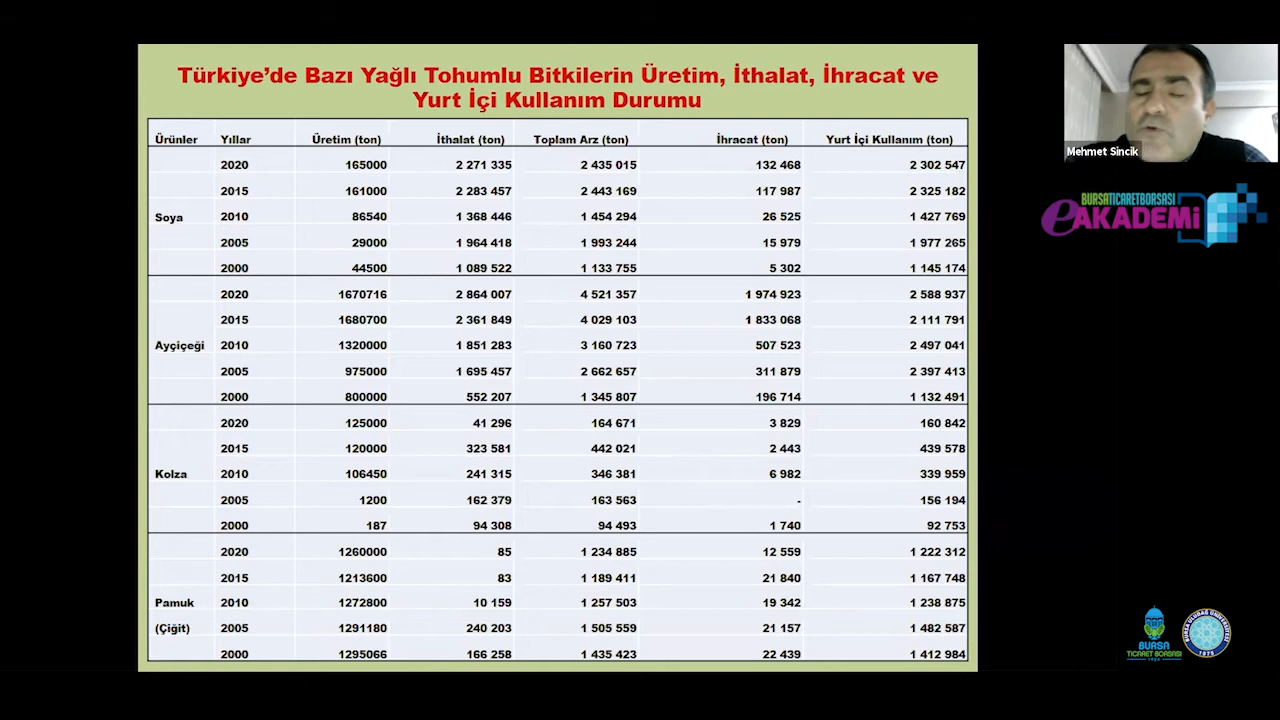 Türkiye'de Bazı Yağlı Tohumlu Bitkilerin Üretim, İthalat, İhracat ve
Yurt İçi Kullanım Durumu
Ürünler Yıllar Üretim (ton) İthalat (ton) Toplam Arz (ton) İhracat (ton) Yurt İçi Kullanım (ton)
2020 165000 2 271 335 2 435 015 132 468 2 302 547
2015 161000 2 283 457 2 443 169 117 987 2 325 182
Soya 2010 86540 1 368 446 1 454 294 26 525 1 427 769
2005 29000 1 964 418 1 993 244 15 979 1 977 265
2000 44500 1 089 522 1 133 755 5 302 1 145 174
2020 1670716 2 864 007 4 521 357 1 974 923 2 588 937
2015 1680700 2 361 849 4 029 103 1 833 068 2 111 791
Ayçiçeği 2010 1320000 1 851 283 3 160 723 507 523 2 497 041
2005 975000 1 695 457 2 662 657 311 879 2 397 413
2000 800000 552 207 1 345 807 196 714 1 132 491
2020 125000 41 296 164 671 3 829 160 842
2015 120000 323 581 442 021 2 443 439 578
Kolza 2010 106450 241 315 346 381 6 982 339 959
2005 1200 162 379 163 563 - 156 194
2000 187 94 308 94 493 1 740 92 753
2020 1260000 85 1 234 885 12 559 1 222 312
2015 1213600 83 1 189 411 21 840 1 167 748
Pamuk 2010 1272800 10 159 1 257 503 19 342 1 238 875
(Çiğit) 2005 1291180 240 203 1 505 559 21 157 1 482 587
2000 1295066 166 258 1 435 423 22 439 1 412 984
Mehmet Sincik
BURSATİCARETBORSASI
eAKADEMİ
BURSA
TİCARET BORSASI
1924
BURSA ULUDAĞ ÜNİVERSİTESİ
1975